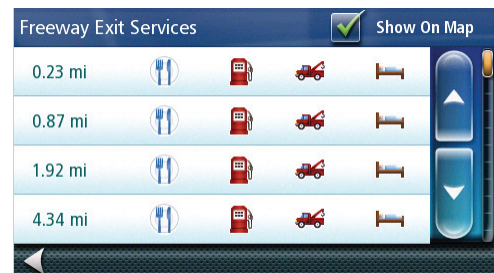 Freeway Exit Services
Show On Map
0.23 mi
0.87 mi
1.92 mi
4.34 mi